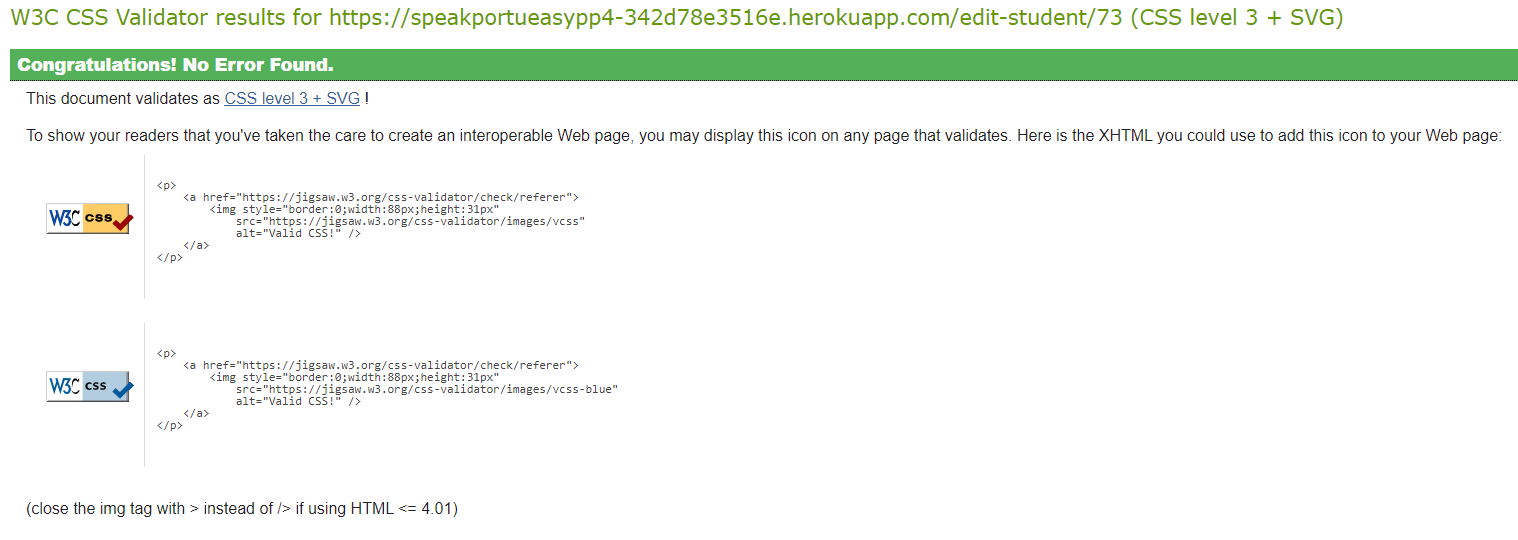 W3C CSS Validator results for https://speakportueasypp4-342d78e3516e.herokuapp.com/edit-student/73 (CSS level 3 + SVG)
Congratulations! No Error Found.
This document validates as CSS level 3 + SVG !
To show your readers that you've taken the care to create an interoperable Web page, you may display this icon on any page that validates. Here is the XHTML you could use to add this icon to your Web page:
W3C css
<p>
<a href="https://jigsaw.w3.org/css-validator/check/referer">
<img style="border:0;width:88px;height:31px"
src="https://jigsaw.w3.org/css-validator/images/vcss"
alt="Valid CSS!" />
</a>
</p>
W3C css
<p>
<a href="https://jigsaw.w3.org/css-validator/check/referer">
<img style="border:0;width:88px;height:31px"
src="https://jigsaw.w3.org/css-validator/images/vcss-blue"
alt="Valid CSS!" />
</a>
</p>
(close the img tag with > instead of /> if using HTML <= 4.01)